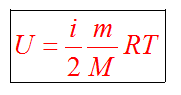 U = i/2 m/M RT